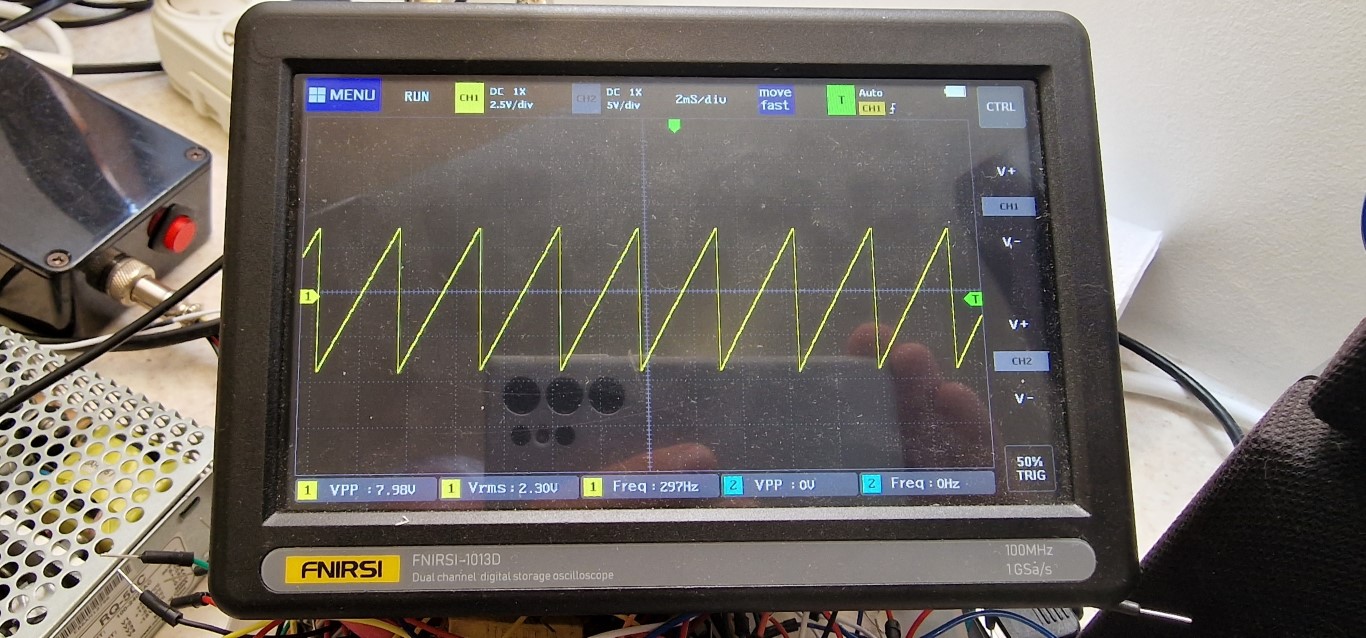 MENU
RUN
CH1
DC 1X
2.5V/div
CH2
DC 1X
5V/div
2mS/div
move
fast
T
Auto
CH1
CTRL
V+
CH1
V-
1
T
V+
CH2
V-
50%
TRIG
1 VPP :7.98V
1 Vrms:2.30V
1 Freq:297Hz
2 VPP :0V
2 Freq:0Hz
FNIRSI
FNIRSI-1013D
Dual channel digital storage oscilloscope
100MHz
1GSa/s